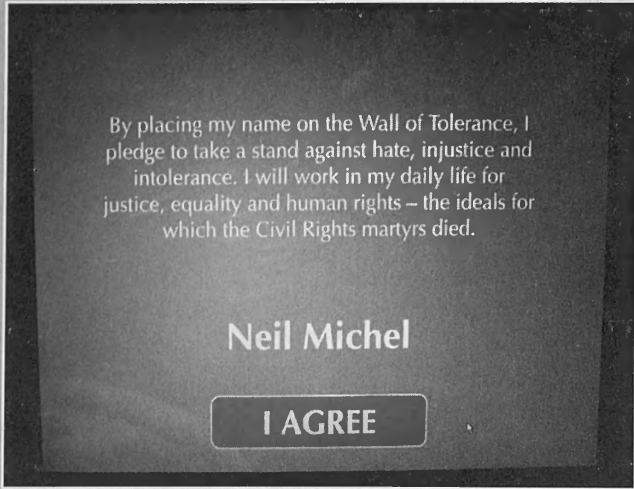 By placing my name on the Wall of Tolerance, I
pledge to take a stand against hate, injustice and
intolerance. I will work in my daily life for
justice, equality and human rights – the ideals for
which the Civil Rights martyrs died.
Neil Michel
I AGREE